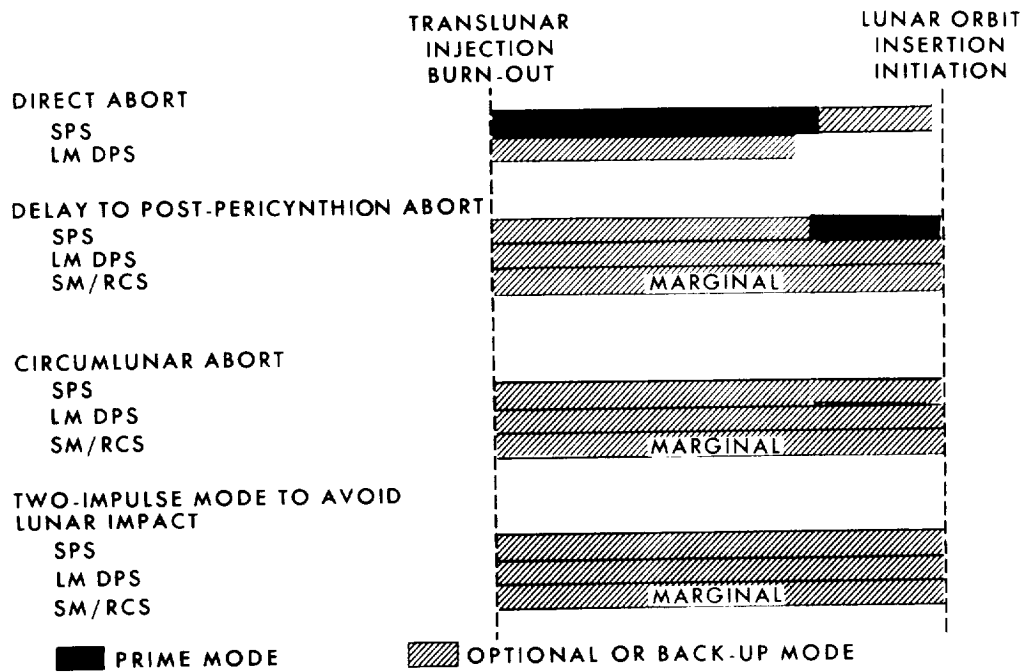 TRANSLUNAR
INJECTION
BURN-OUT
LUNAR ORBIT
INSERTION
INITIATION
DIRECT ABORT
SPS
LM DPS
DELAY TO POST-PERICYNTHION ABORT
SPS
LM DPS
SM/RCS
MARGINAL
CIRCUMLUNAR ABORT
SPS
LM DPS
SM/RCS
MARGINAL
TWO-IMPULSE MODE TO AVOID
LUNAR IMPACT
SPS
LM DPS
SM/RCS
MARGINAL
PRIME MODE
OPTIONAL OR BACK-UP MODE